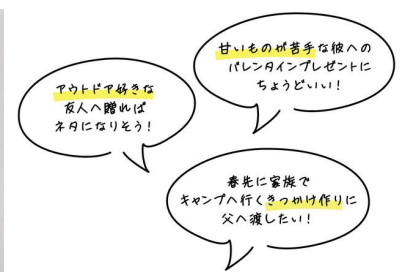 甘いものが苦手な彼への
バレンタインプレゼントに
ちょうどいい！
アウトドア好きな
友人へ贈れば
ネタになりそう！
春先に家族で
キャンプへ行くきっかけ作りに
父へ渡したい！